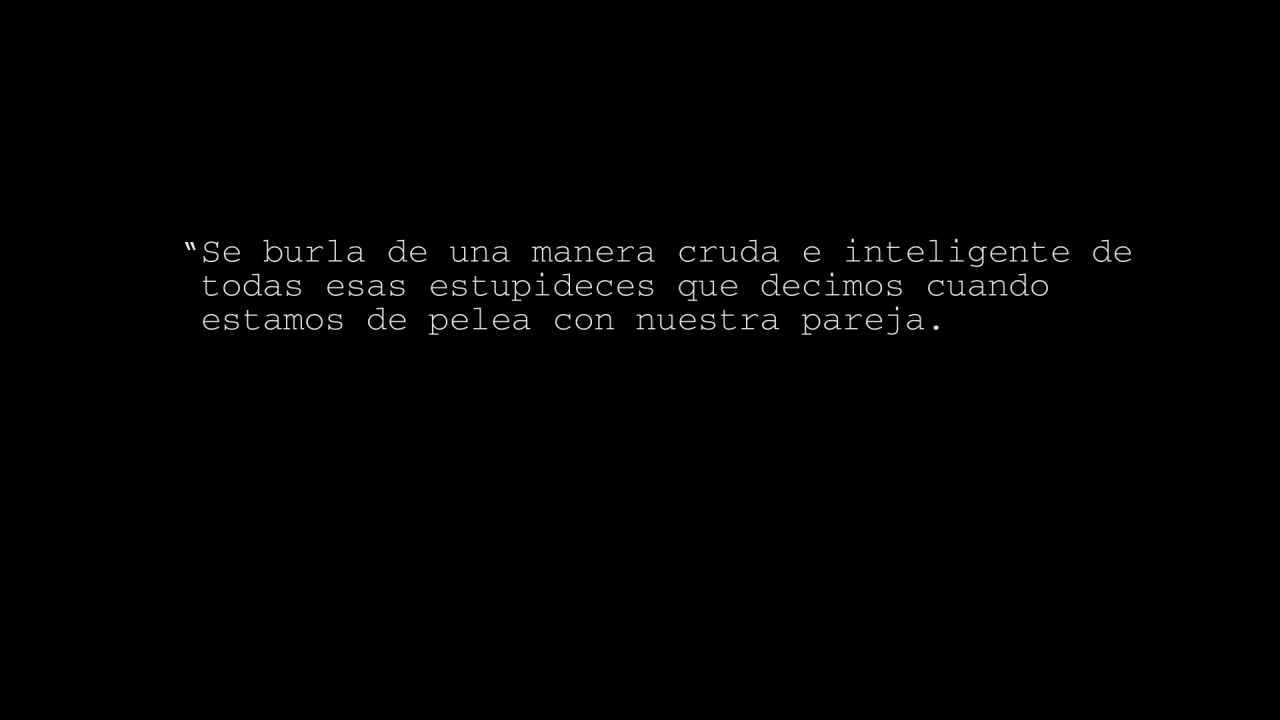 “Se burla de una manera cruda e inteligente de
todas esas estupideces que decimos cuando
estamos de pelea con nuestra pareja.